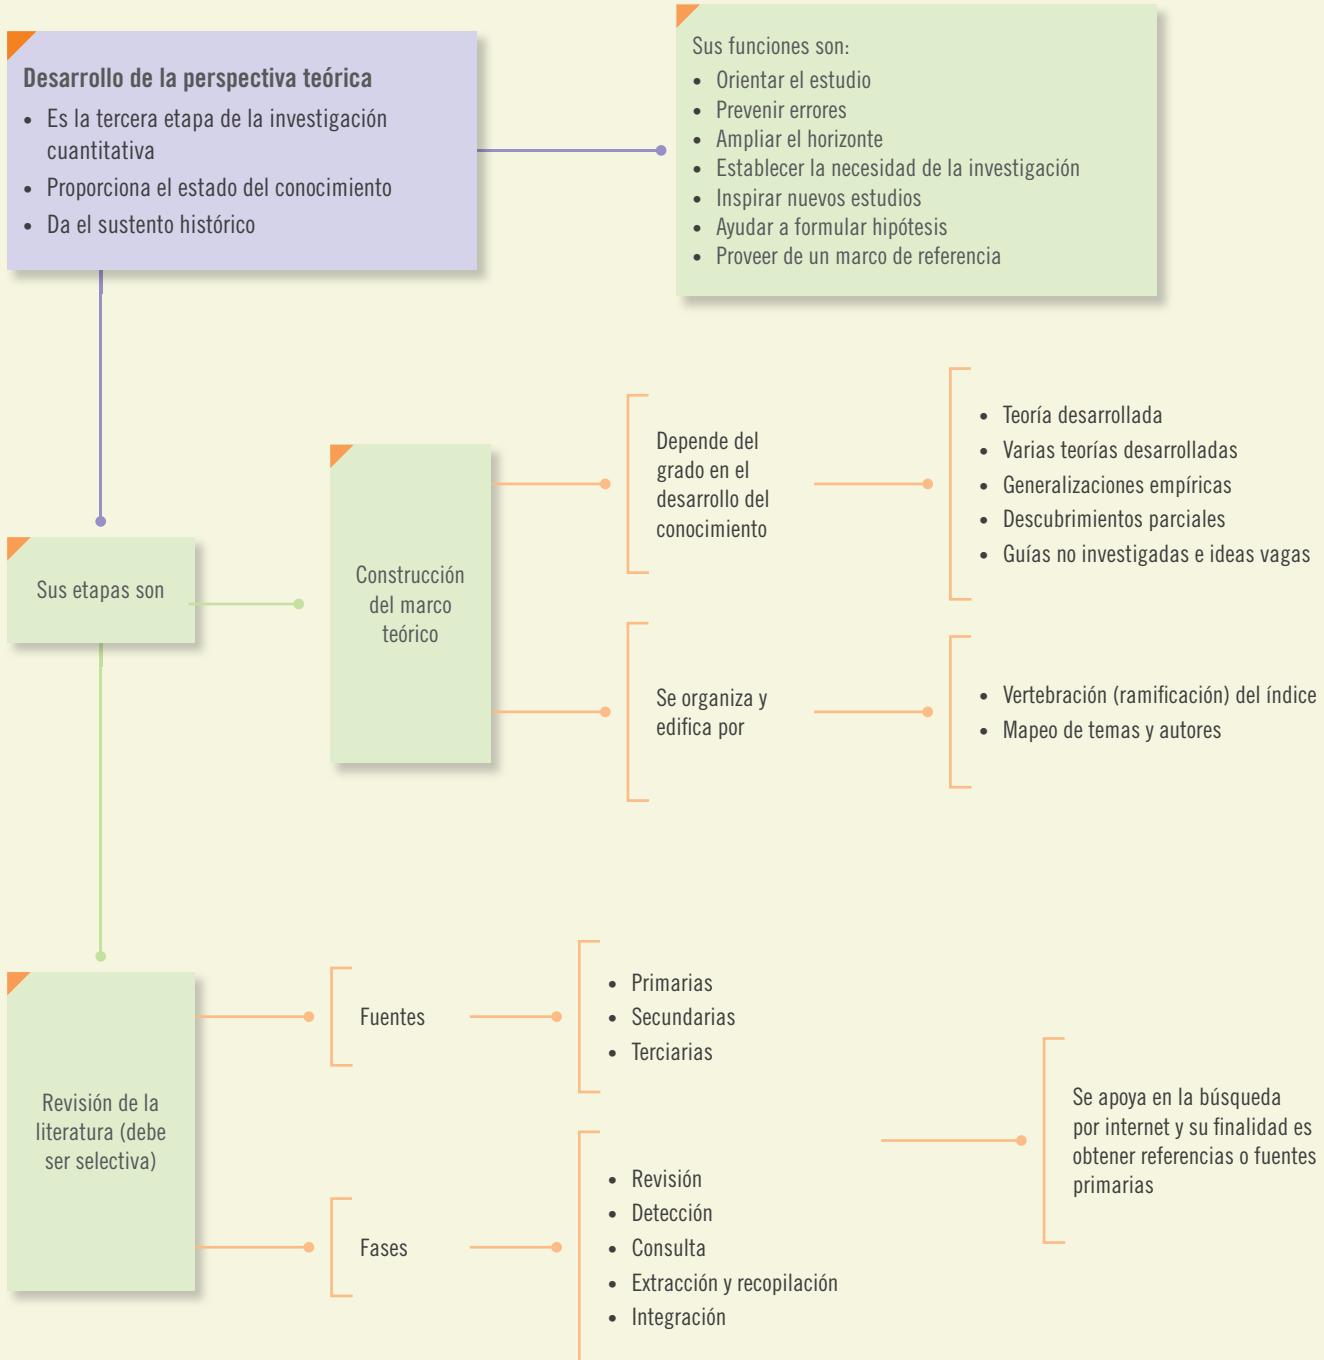 Desarrollo de la perspectiva teórica
• Es la tercera etapa de la investigación
cuantitativa
• Proporciona el estado del conocimiento
• Da el sustento histórico
Sus funciones son:
• Orientar el estudio
• Prevenir errores
• Ampliar el horizonte
• Establecer la necesidad de la investigación
• Inspirar nuevos estudios
• Ayudar a formular hipótesis
• Proveer de un marco de referencia
Sus etapas son
Construcción
del marco
teórico
Depende del
grado en el
desarrollo del
conocimiento
• Teoría desarrollada
• Varias teorías desarrolladas
• Generalizaciones empíricas
• Descubrimientos parciales
• Guías no investigadas e ideas vagas
Se organiza y
edifica por
• Vertebración (ramificación) del índice
• Mapeo de temas y autores
Revisión de la
literatura (debe
ser selectiva)
Fuentes
• Primarias
• Secundarias
• Terciarias
Fases
• Revisión
• Detección
• Consulta
• Extracción y recopilación
• Integración
Se apoya en la búsqueda
por internet y su finalidad es
obtener referencias o fuentes
primarias